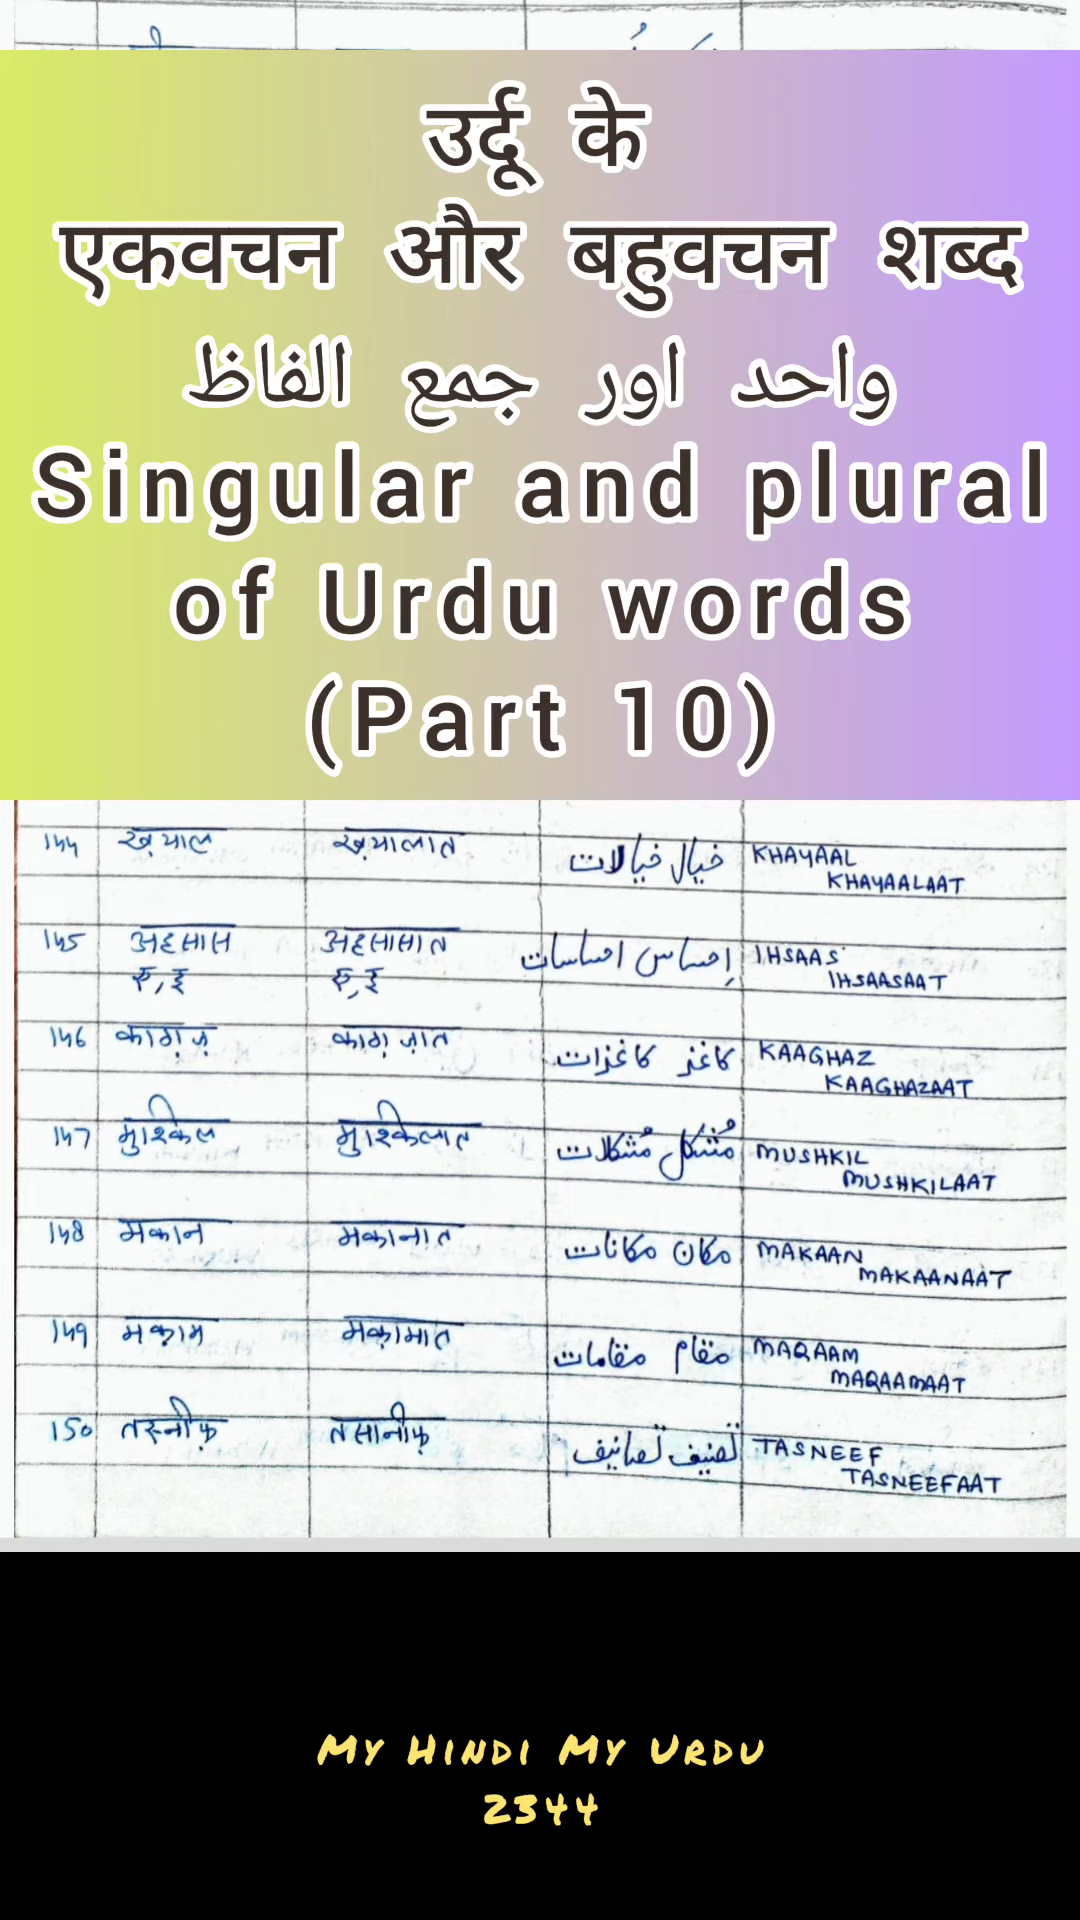 उर्दू के
एकवचन और बहुवचन शब्द
واحد اور جمع الفاظ
Singular and plural
of Urdu words
(Part 10)
144 ख़याल ख़यालात خیال خیالات KHAYAAL
KHAYAALAAT
145 अहसास अहसासात اِحساس احساسات IHSAAS
इ, ई इ, ई IHSAASAAT
146 काग़ज़ काग़ज़ात کاغذ کاغذات KAAGHAZ
KAAGHAZAAT
147 मुश्किल मुश्किलात مُشکل مُشکلات MUSHKIL
MUSHKILAAT
148 मकान मकानात مکان مکانات MAKAAN
MAKAANAAT
149 मक़ाम मक़ामात مقام مقامات MAQAAM
MAQAAMAAT
150 तस्नीफ़ तसानीफ़ تصنیف تصانیف TASNEEF
TASNEEFAAT
My Hindi My Urdu
2344